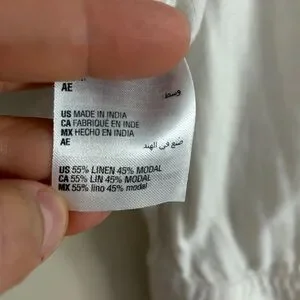 AE وسط
US MADE IN INDIA
CA FABRIQUÉ EN INDE
MX HECHO EN INDIA
AE صنع في الهند
US 55% LINEN 45% MODAL
CA 55% LIN 45% MODAL
MX 55% lino 45% modal